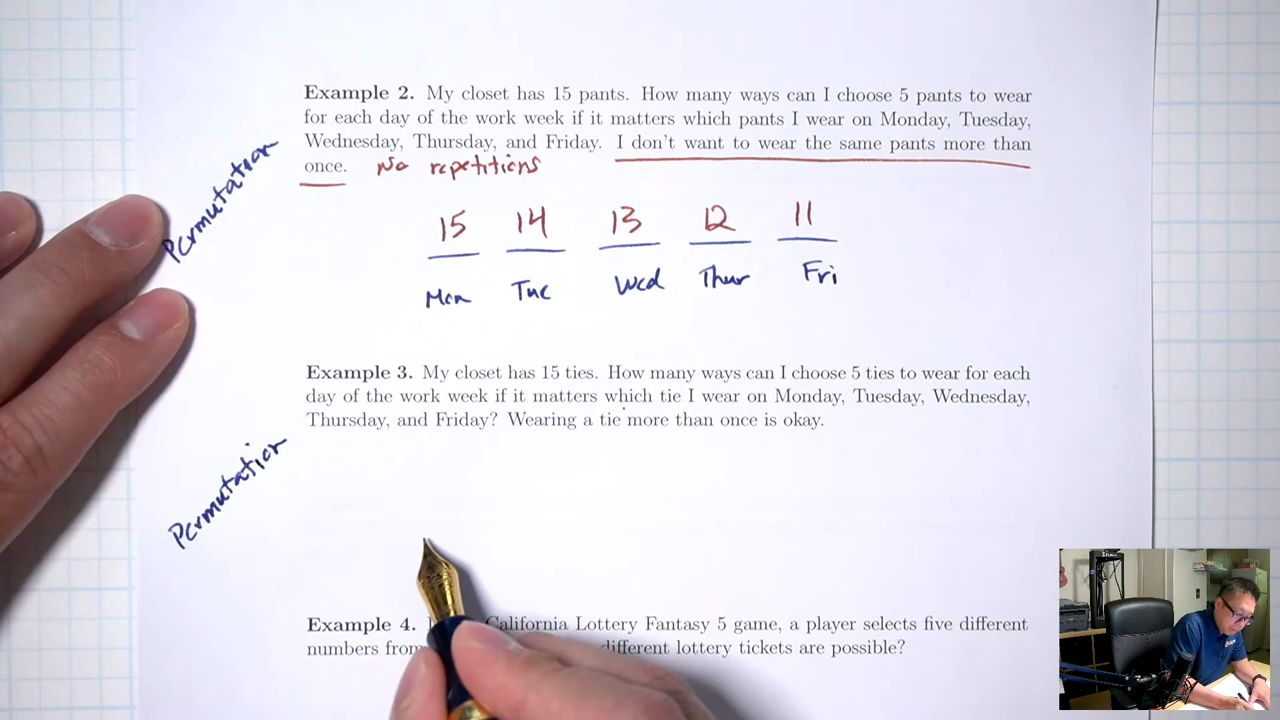 Example 2. My closet has 15 pants. How many ways can I choose 5 pants to wear
for each day of the work week if it matters which pants I wear on Monday, Tuesday,
Wednesday, Thursday, and Friday. I don't want to wear the same pants more than
once. No repetitions
Permutation
15 14 13 12 11
Mon Tue Wed Thur Fri
Example 3. My closet has 15 ties. How many ways can I choose 5 ties to wear for each
day of the work week if it matters which tie I wear on Monday, Tuesday, Wednesday,
Thursday, and Friday? Wearing a tie more than once is okay.
Permutation
Example 4. California Lottery Fantasy 5 game, a player selects five different
numbers from different lottery tickets are possible?